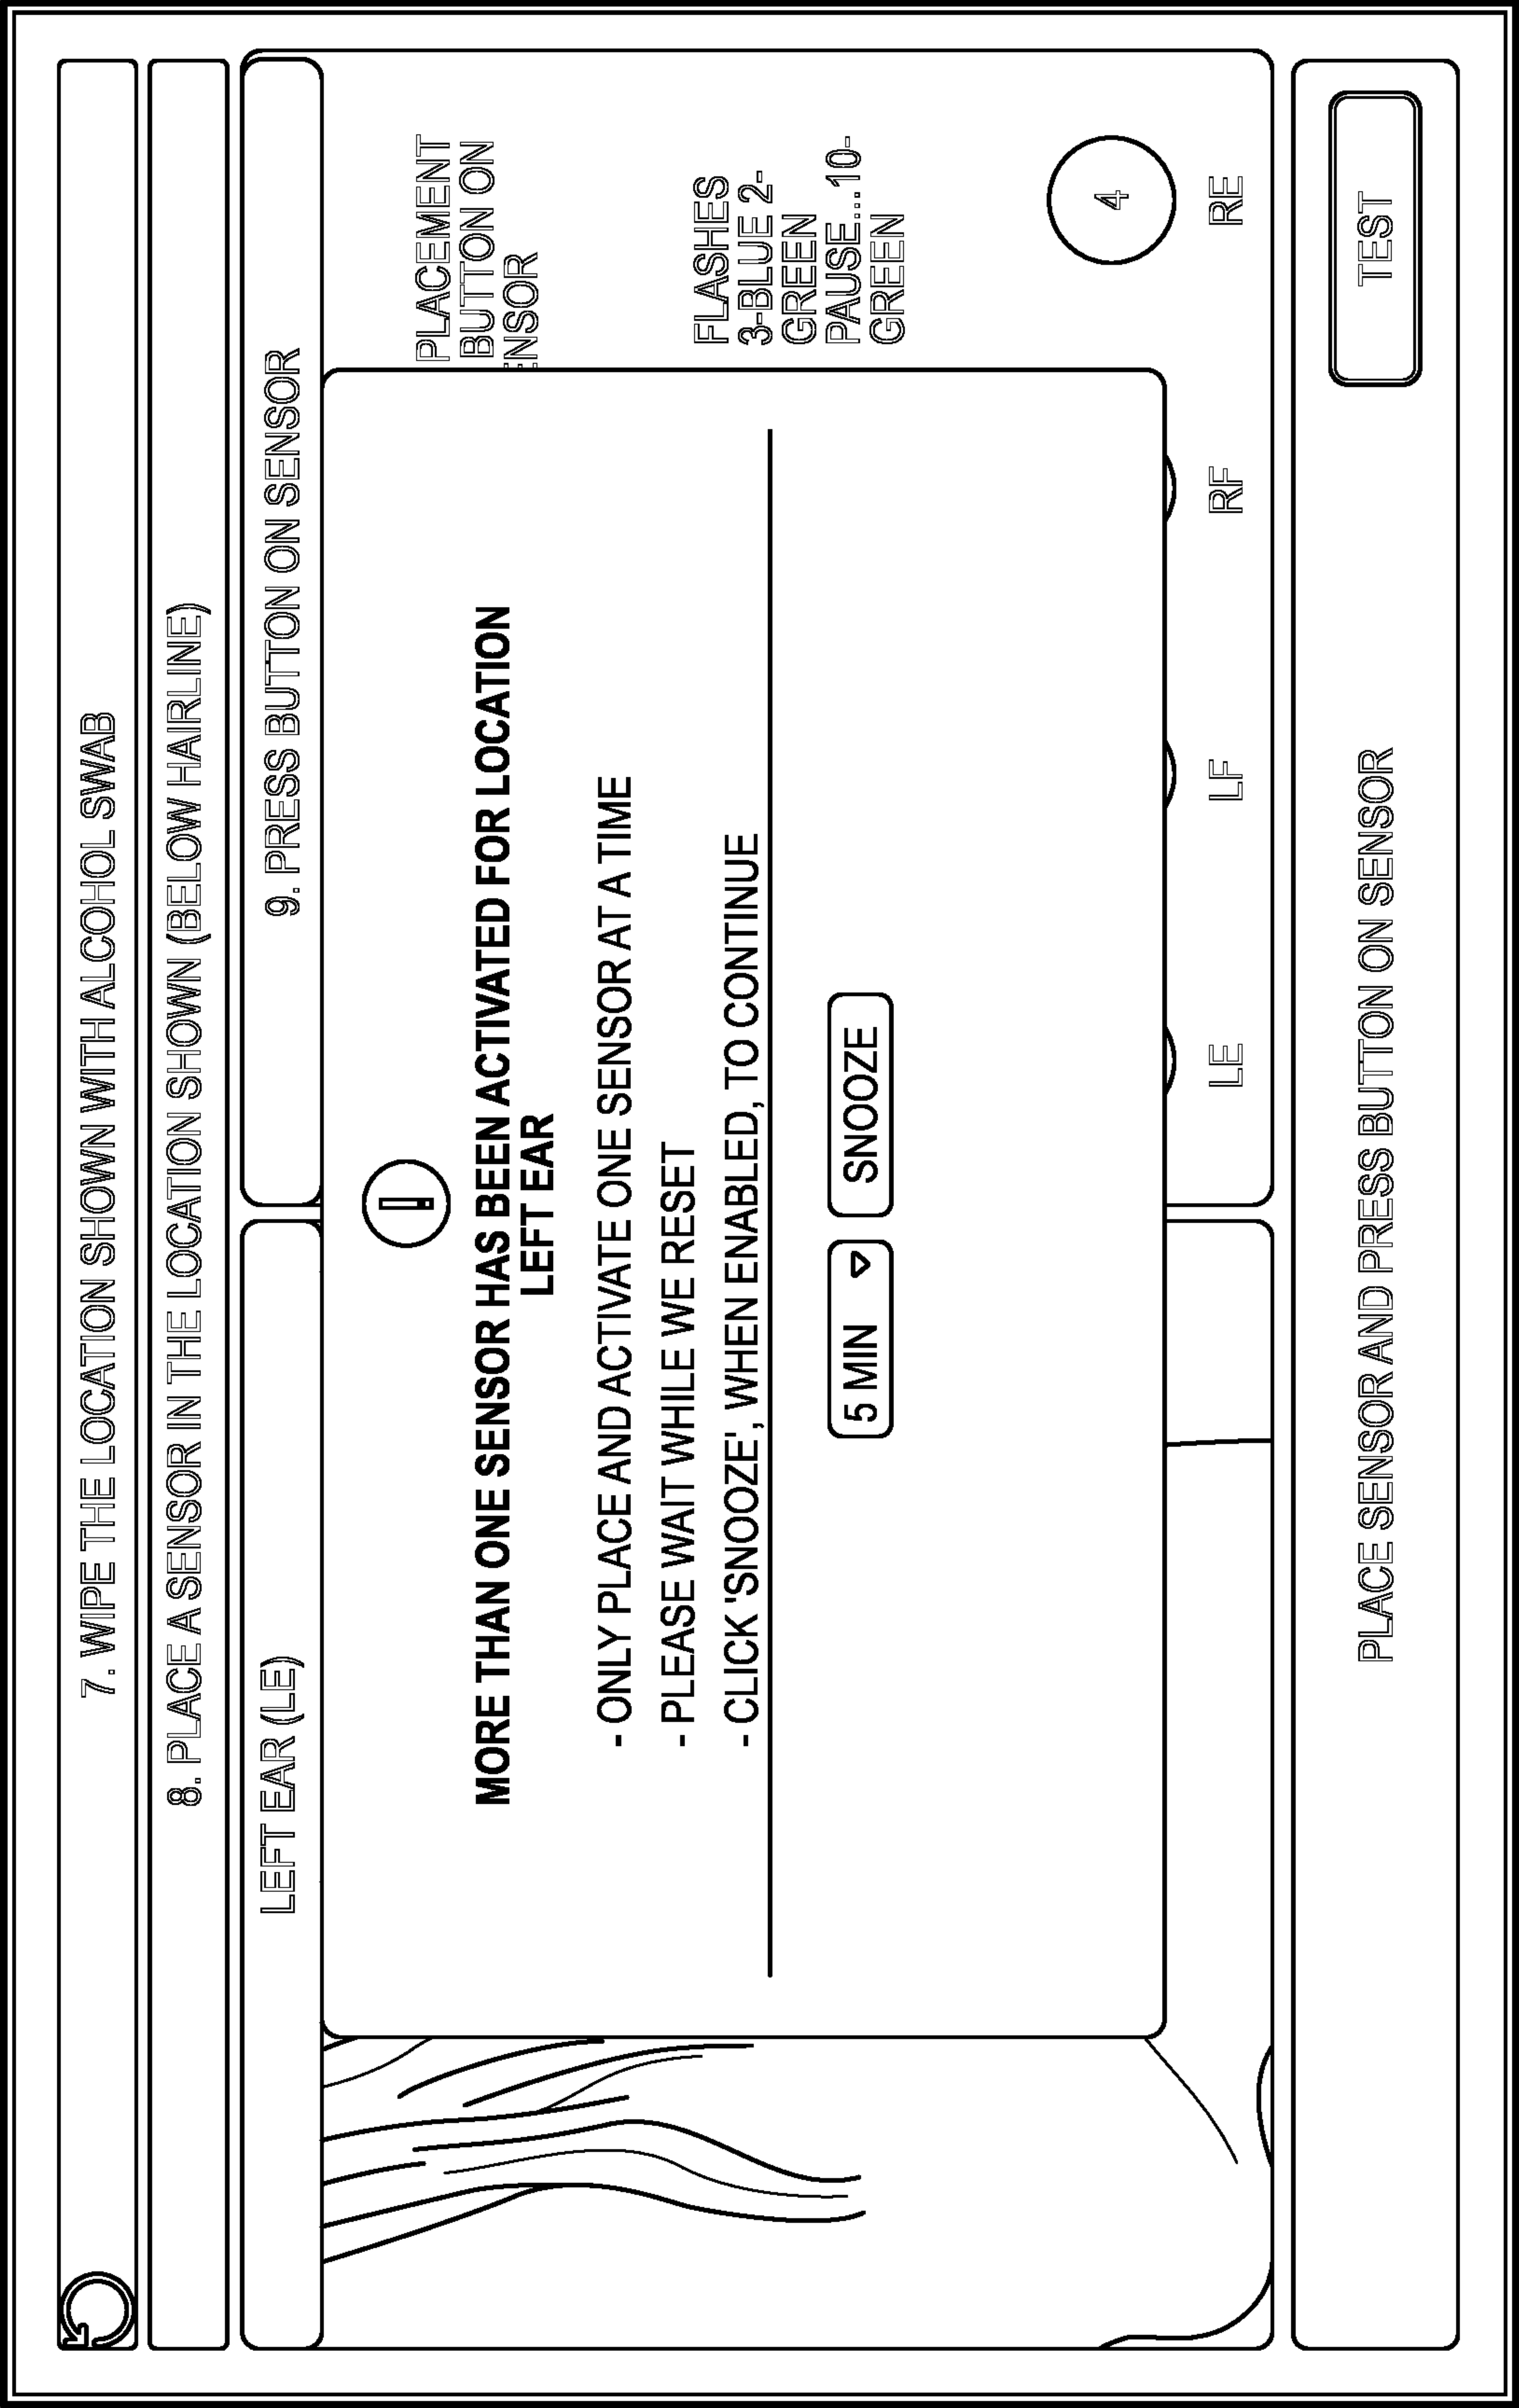 7. WIPE THE LOCATION SHOWN WITH ALCOHOL SWAB
8. PLACE A SENSOR IN THE LOCATION SHOWN (BELOW HAIRLINE)
LEFT EAR (LE)
9. PRESS BUTTON ON SENSOR
PLACEMENT
BUTTON ON
!
MORE THAN ONE SENSOR HAS BEEN ACTIVATED FOR LOCATION
LEFT EAR
- ONLY PLACE AND ACTIVATE ONE SENSOR AT A TIME
- PLEASE WAIT WHILE WE RESET
- CLICK 'SNOOZE', WHEN ENABLED, TO CONTINUE
5 MIN
SNOOZE
FLASHES
3-BLUE 2-
GREEN
PAUSE...10-
GREEN
4
LE
LF
RF
RE
PLACE SENSOR AND PRESS BUTTON ON SENSOR
TEST